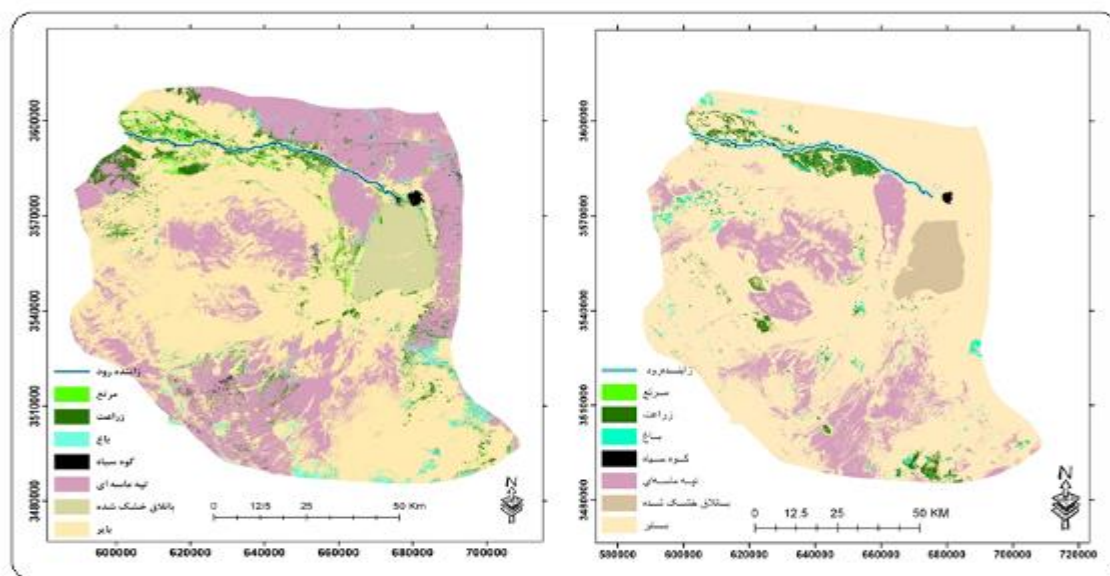 3600000
3570000
3540000
3510000
3480000
زاینده رود
مرتع
زراعت
باغ
کوه سیاه
تپه ماسه ای
باتلاق خشک شده
بایر
0 12.5 25 50 Km
N
600000 620000 640000 660000 680000 700000
3600000
3570000
3540000
3510000
3480000
زاینده‌رود
مرتع
زراعت
باغ
کوه سیاه
تپه ماسه‌ای
باتلاق خشک شده
بایر
0 12.5 25 50 KM
N
580000 600000 620000 640000 660000 680000 700000 720000